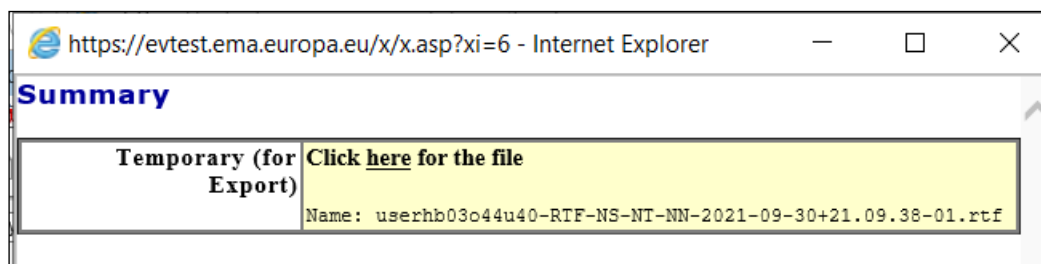 https://evtest.ema.europa.eu/x/x.asp?xi=6 - Internet Explorer
Summary
Temporary (for Export)
Click here for the file
Name: userhb03o44u40-RTF-NS-NT-NN-2021-09-30+21.09.38-01.rtf